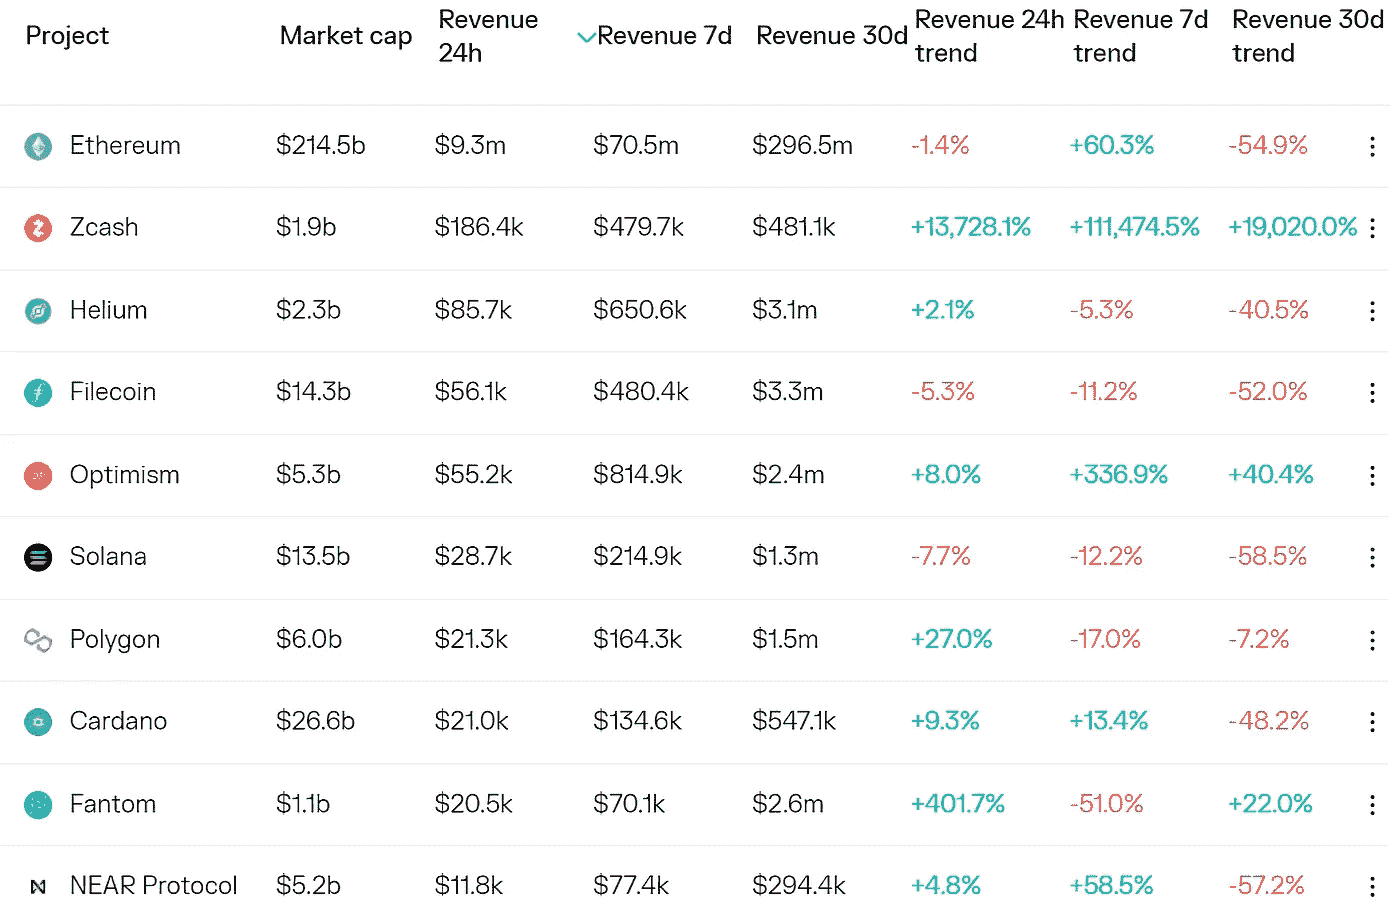 Project Market cap Revenue 24h Revenue 7d Revenue 30d Revenue 24h trend Revenue 7d trend Revenue 30d trend
Ethereum $214.5b $9.3m $70.5m $296.5m -1.4% +60.3% -54.9%
Zcash $1.9b $186.4k $479.7k $481.1k +13,728.1% +111,474.5% +19,020.0%
Helium $2.3b $85.7k $650.6k $3.1m +2.1% -5.3% -40.5%
Filecoin $14.3b $56.1k $480.4k $3.3m -5.3% -11.2% -52.0%
Optimism $5.3b $55.2k $814.9k $2.4m +8.0% +336.9% +40.4%
Solana $13.5b $28.7k $214.9k $1.3m -7.7% -12.2% -58.5%
Polygon $6.0b $21.3k $164.3k $1.5m +27.0% -17.0% -7.2%
Cardano $26.6b $21.0k $134.6k $547.1k +9.3% +13.4% -48.2%
Fantom $1.1b $20.5k $70.1k $2.6m +401.7% -51.0% +22.0%
NEAR Protocol $5.2b $11.8k $77.4k $294.4k +4.8% +58.5% -57.2%